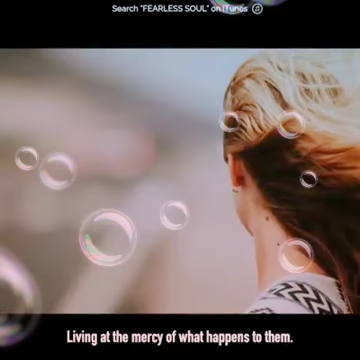 Search "FEARLESS SOUL" on iTunes
Living at the mercy of what happens to them.